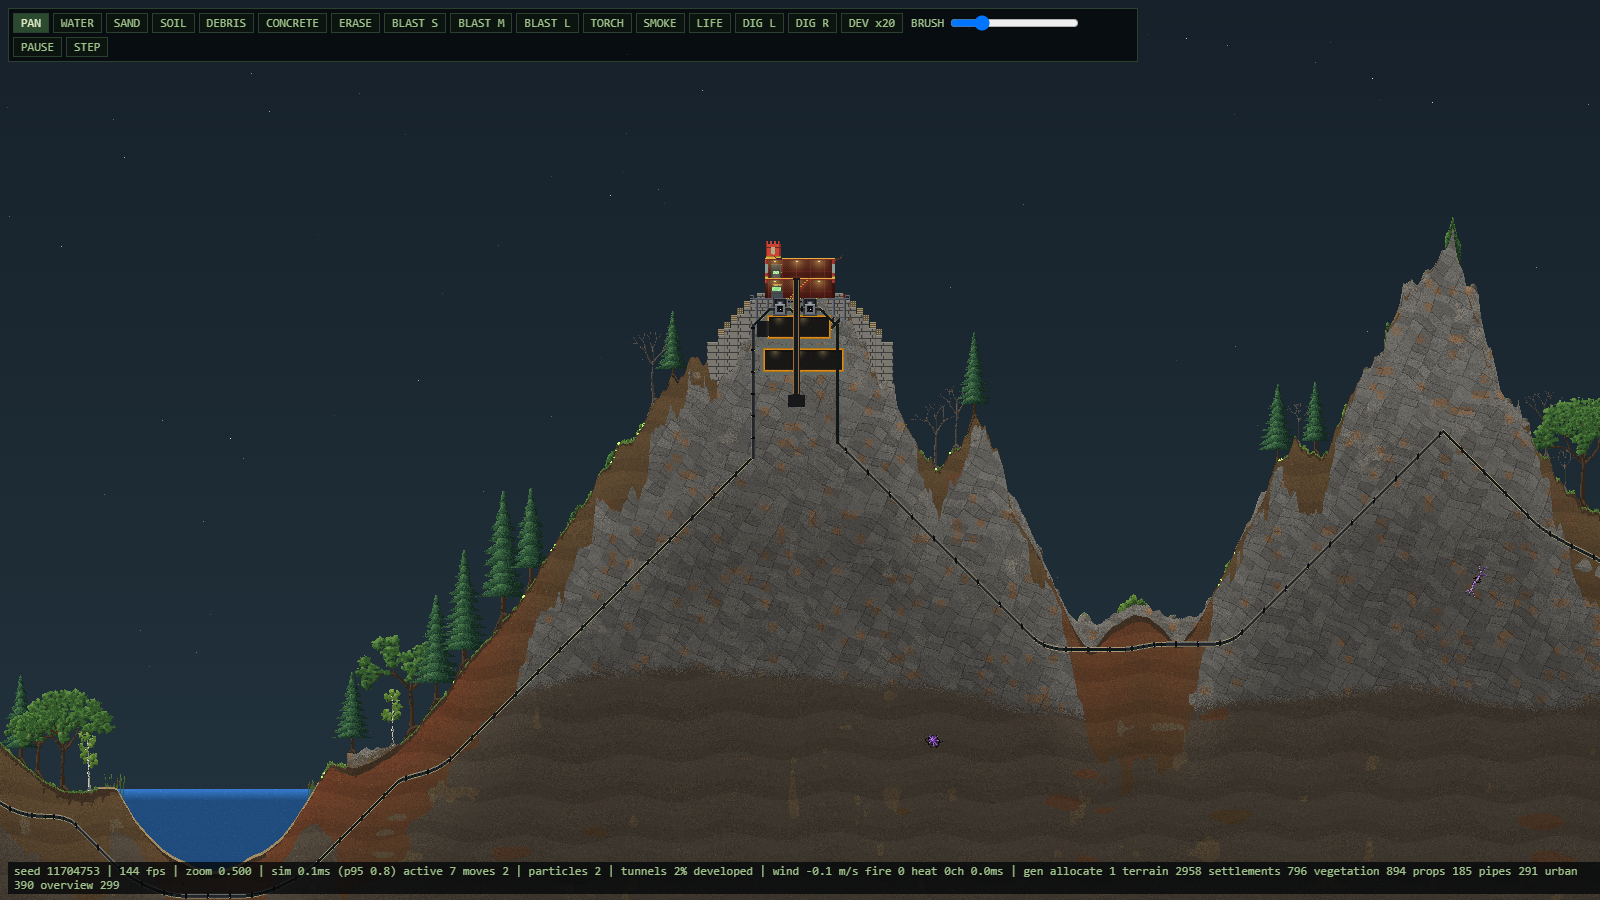 PAN WATER SAND SOIL DEBRIS CONCRETE ERASE BLAST S BLAST M BLAST L TORCH SMOKE LIFE DIG L DIG R DEV x20 BRUSH
PAUSE STEP
seed 11704753 | 144 fps | zoom 0.500 | sim 0.1ms (p95 0.8) active 7 moves 2 | particles 2 | tunnels 2% developed | wind -0.1 m/s fire 0 heat 0ch 0.0ms | gen allocate 1 terrain 2958 settlements 796 vegetation 894 props 185 pipes 291 urban
390 overview 299